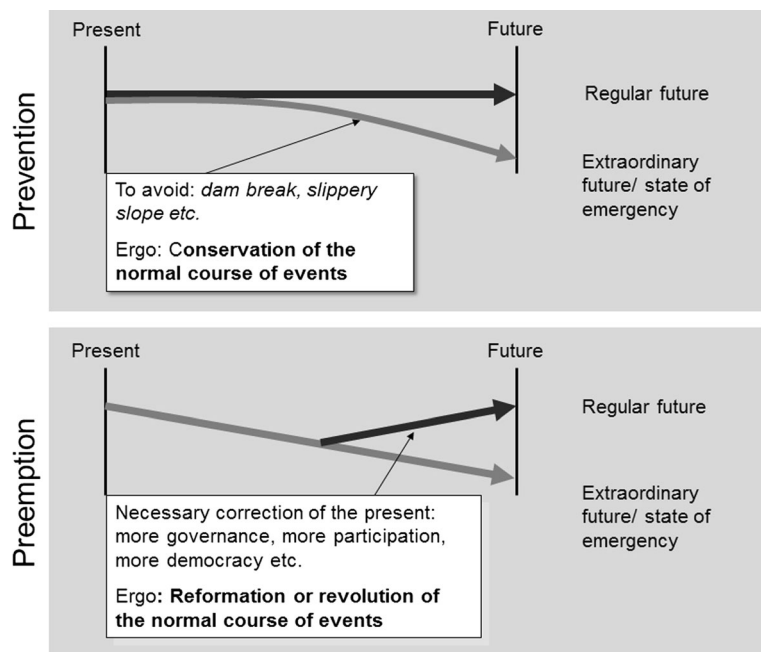 Prevention
Present
Future
Regular future
Extraordinary
future/ state of
emergency
To avoid: dam break, slippery
slope etc.
Ergo: Conservation of the
normal course of events
Preemption
Present
Future
Regular future
Extraordinary
future/ state of
emergency
Necessary correction of the present:
more governance, more participation,
more democracy etc.
Ergo: Reformation or revolution of
the normal course of events